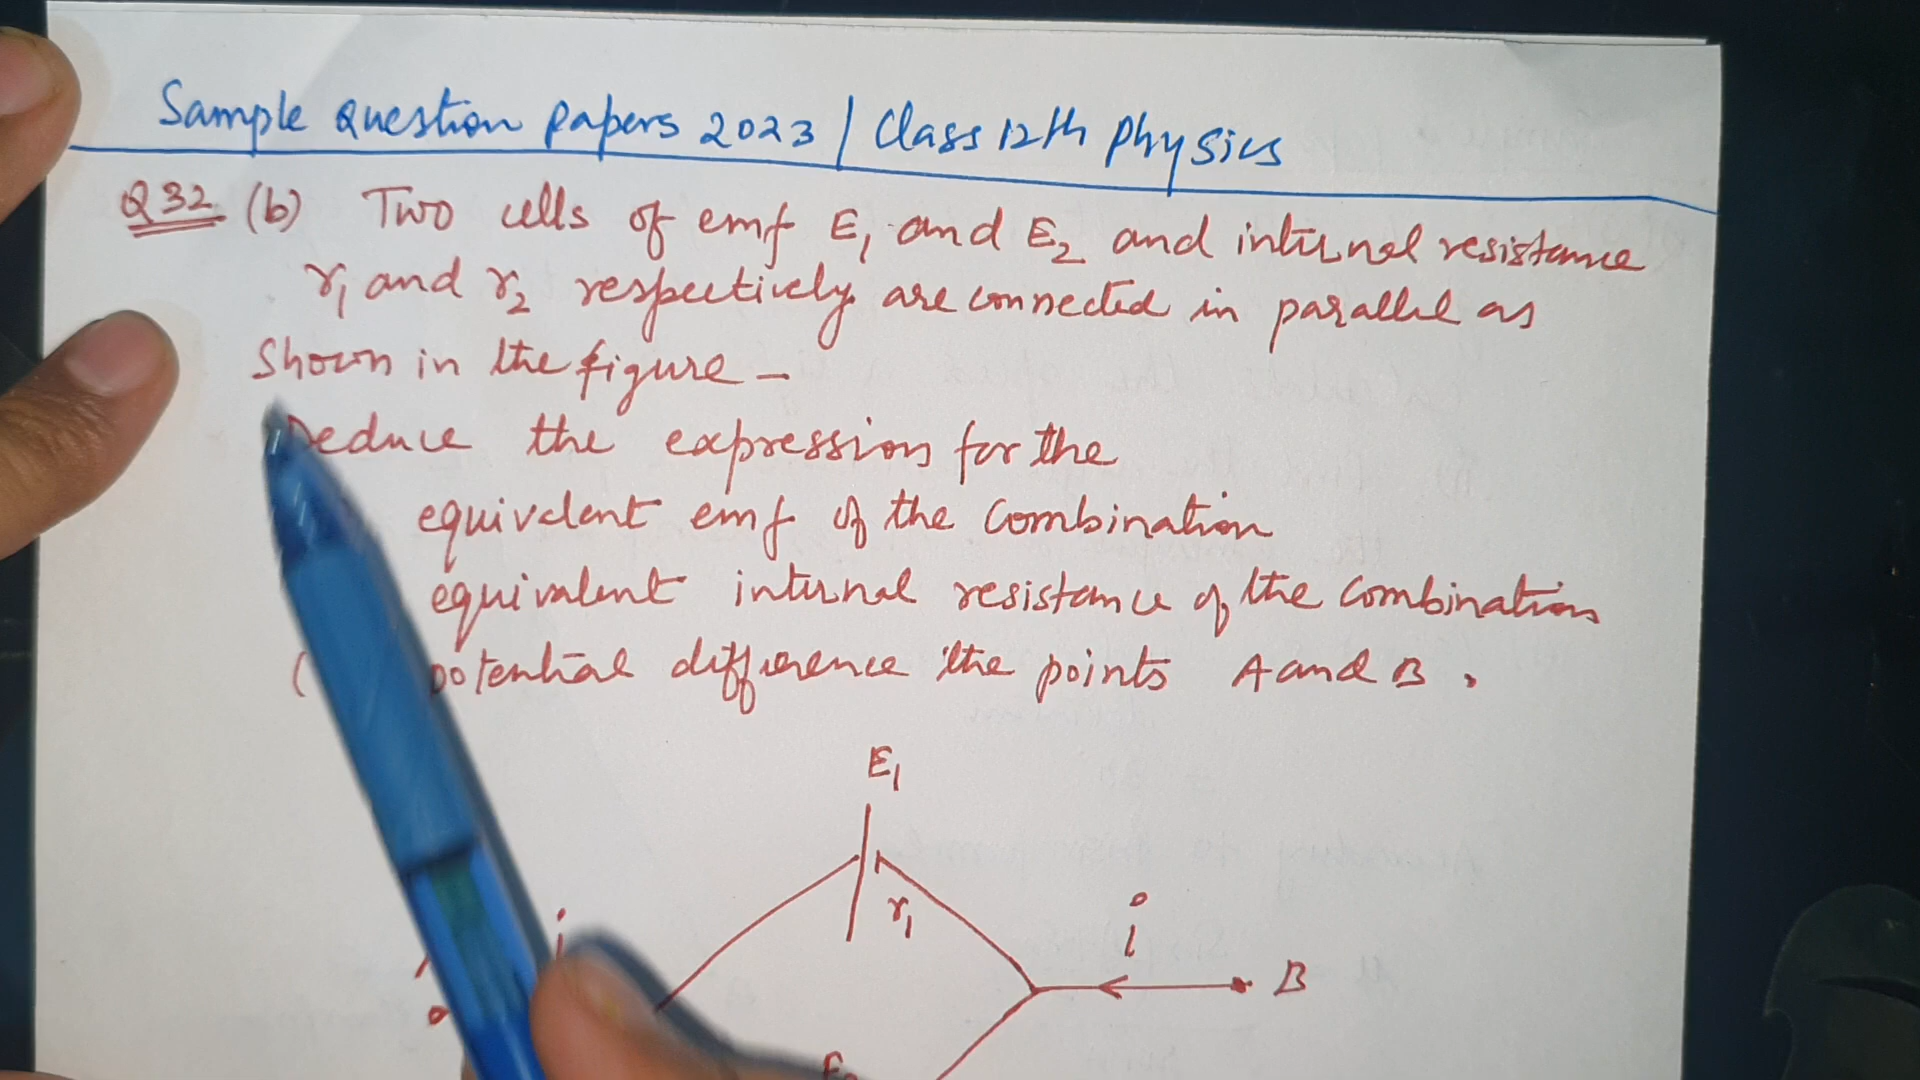 Sample Question papers 2023 / Class 12th Physics
Q32 (b) Two cells of emf E₁ and E₂ and internal resistance
r₁ and r₂ respectively are connected in parallel as
Shown in the figure –
Deduce the expression for the
equivalent emf of the Combination
equivalent internal resistance of the Combination
( potential difference the points A and B.
E₁
r₁
i
i
B